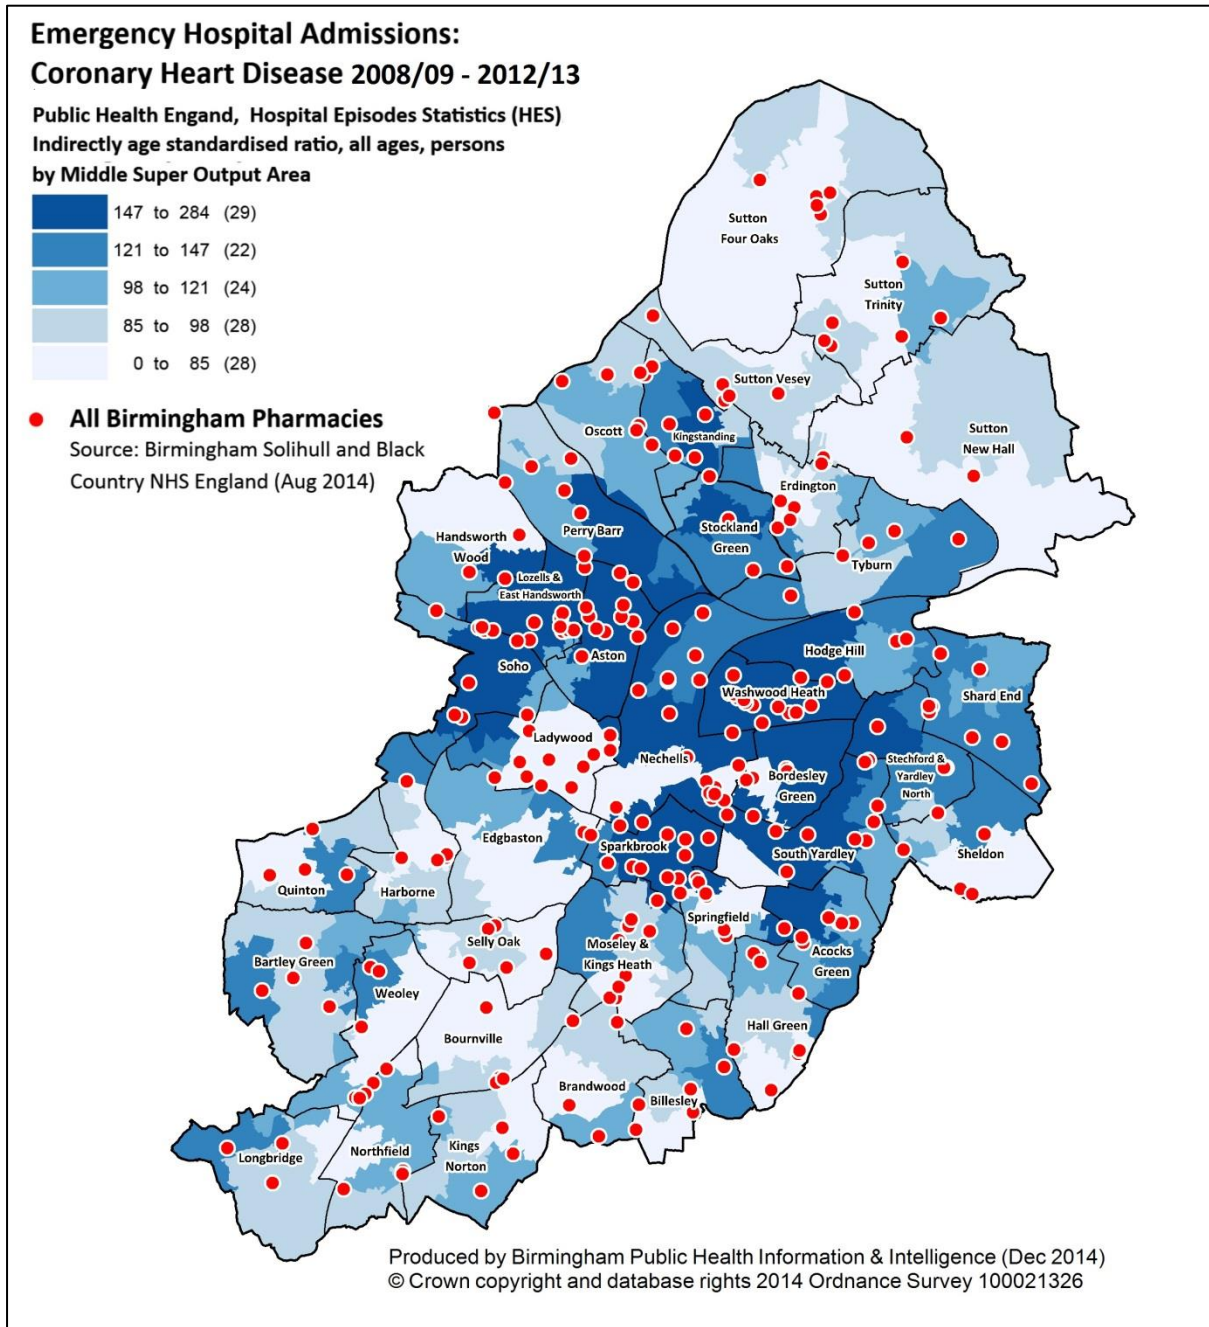 Emergency Hospital Admissions:
Coronary Heart Disease 2008/09 - 2012/13
Public Health Engand,  Hospital Episodes Statistics (HES)
Indirectly age standardised ratio, all ages, persons
by Middle Super Output Area
147 to 284 (29)
121 to 147 (22)
98 to 121 (24)
85 to 98 (28)
0 to 85 (28)
All Birmingham Pharmacies
Source: Birmingham Solihull and Black
Country NHS England (Aug 2014)
Sutton
Four Oaks
Sutton
Trinity
Sutton Vesey
Sutton
New Hall
Oscott
Kingstanding
Erdington
Perry Barr
Stockland
Green
Handsworth
Wood
Tyburn
Lozells &
East Handsworth
Aston
Soho
Hodge Hill
Washwood Heath
Shard End
Ladywood
Nechells
Bordesley
Green
Stechford &
Yardley
North
Edgbaston
Sparkbrook
South Yardley
Sheldon
Quinton
Harborne
Springfield
Selly Oak
Moseley &
Kings Heath
Acocks
Green
Bartley Green
Weoley
Bournville
Hall Green
Brandwood
Billesley
Longbridge
Northfield
Kings
Norton
Produced by Birmingham Public Health Information & Intelligence (Dec 2014)
© Crown copyright and database rights 2014 Ordnance Survey 100021326